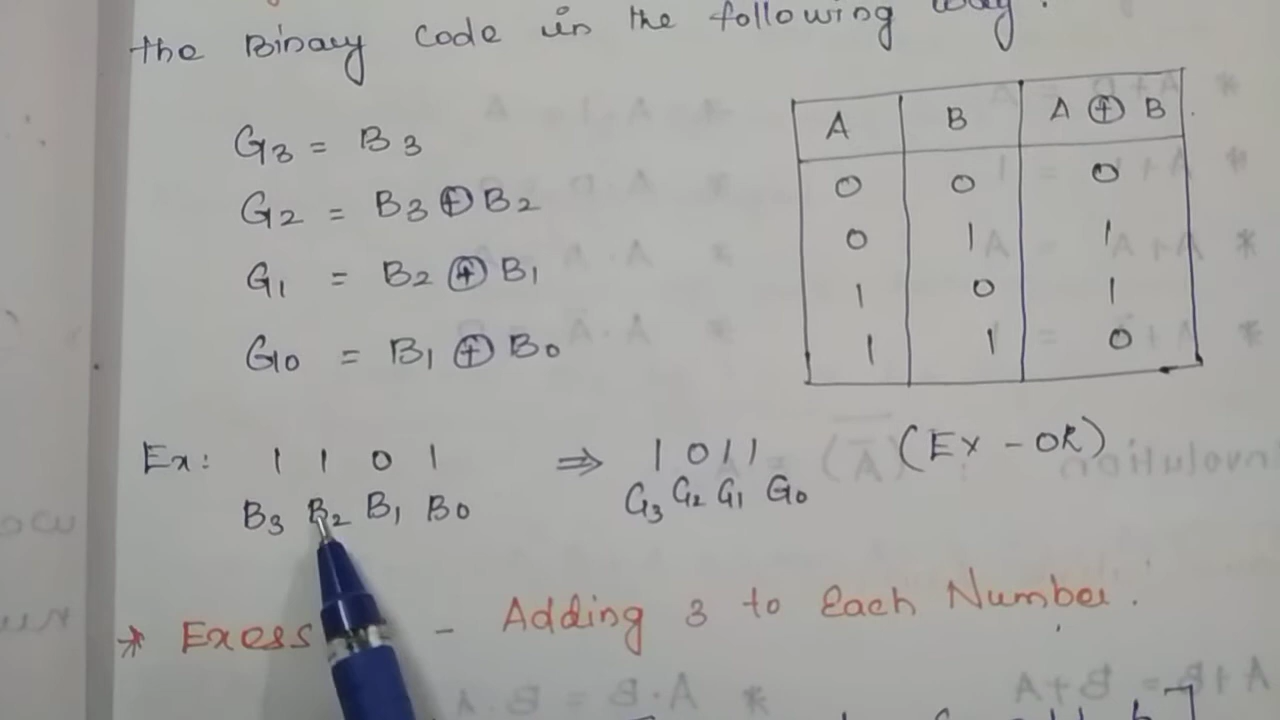 the Binary Code in the following way.
G3 = B3
G2 = B3 ⊕ B2
G1 = B2 ⊕ B1
G0 = B1 ⊕ B0
A B A ⊕ B
0 0 0
0 1 1
1 0 1
1 1 0
Ex: 1 1 0 1 ⇒ 1 0 1 1 (EX-OR)
B3 B2 B1 B0 G3 G2 G1 G0
* Exess - Adding 3 to Each Number.